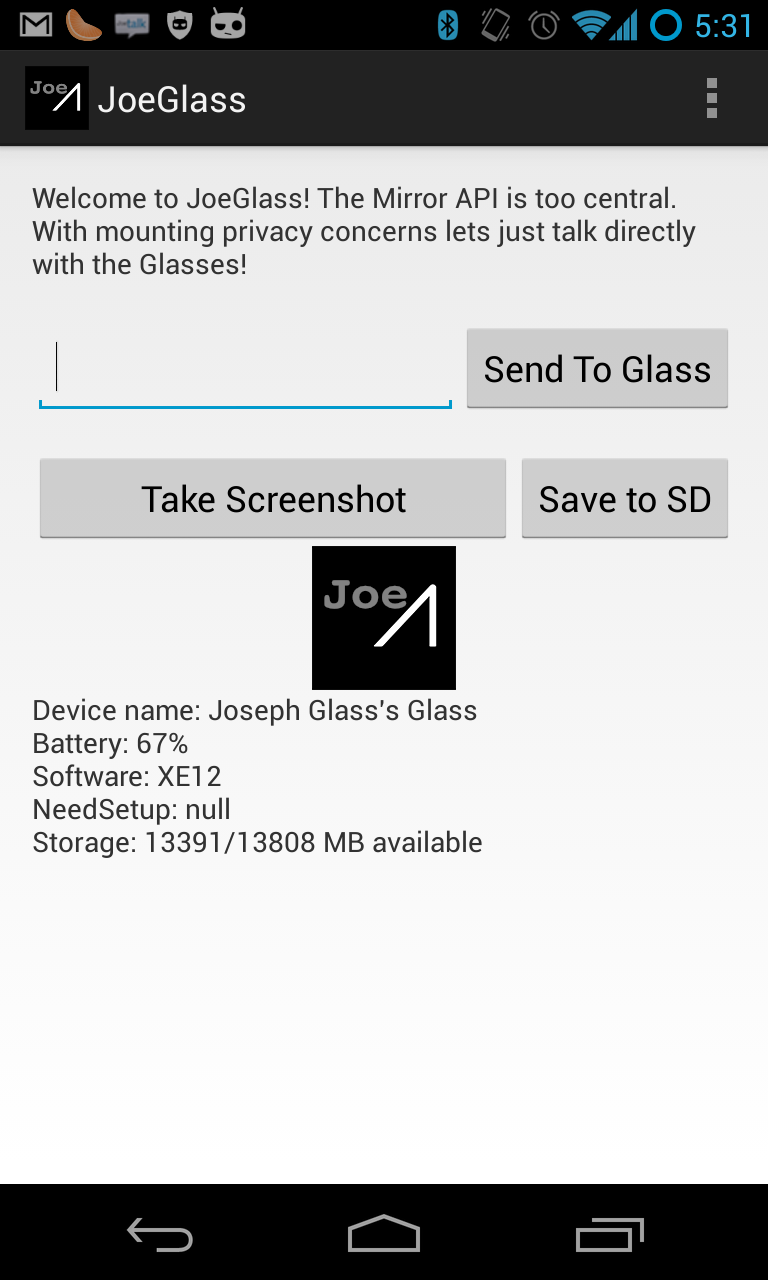 5:31
Joe
JoeGlass
Welcome to JoeGlass! The Mirror API is too central.
With mounting privacy concerns lets just talk directly
with the Glasses!
Send To Glass
Take Screenshot
Save to SD
Joe
Device name: Joseph Glass's Glass
Battery: 67%
Software: XE12
NeedSetup: null
Storage: 13391/13808 MB available